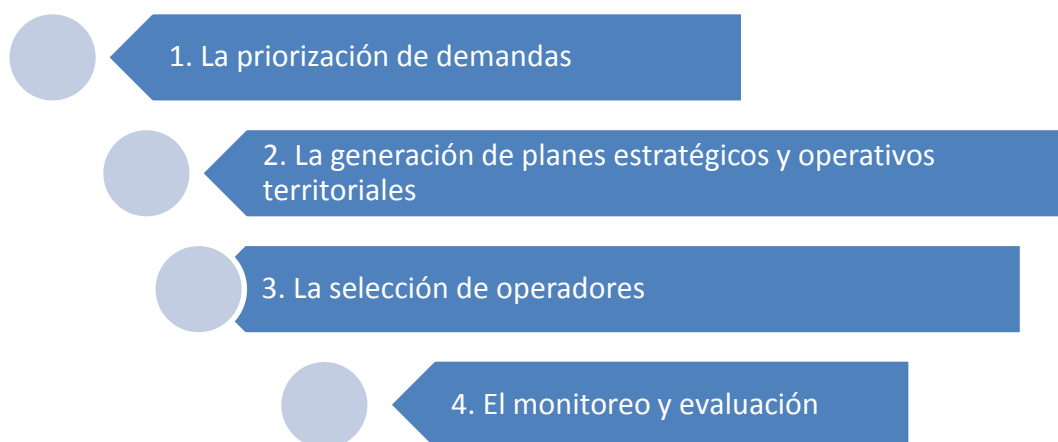 1. La priorización de demandas
2. La generación de planes estratégicos y operativos
territoriales
3. La selección de operadores
4. El monitoreo y evaluación